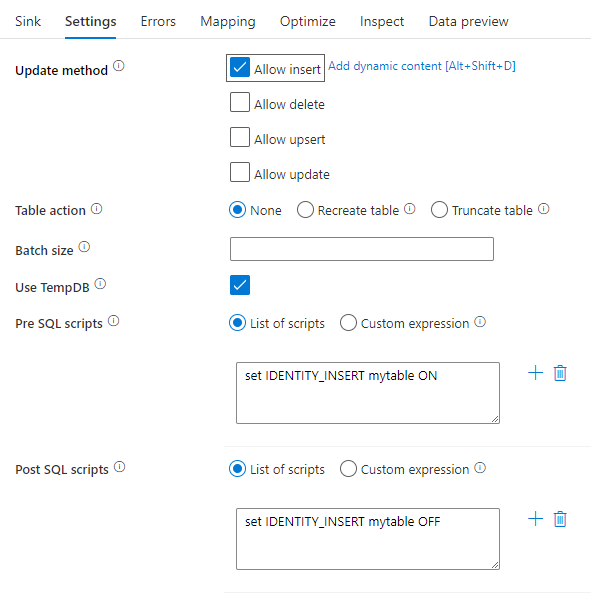 Sink Settings Errors Mapping Optimize Inspect Data preview
Update method Allow insert Add dynamic content [Alt+Shift+D]
Allow delete
Allow upsert
Allow update
Table action None Recreate table Truncate table
Batch size
Use TempDB
Pre SQL scripts List of scripts Custom expression
set IDENTITY_INSERT mytable ON
Post SQL scripts List of scripts Custom expression
set IDENTITY_INSERT mytable OFF